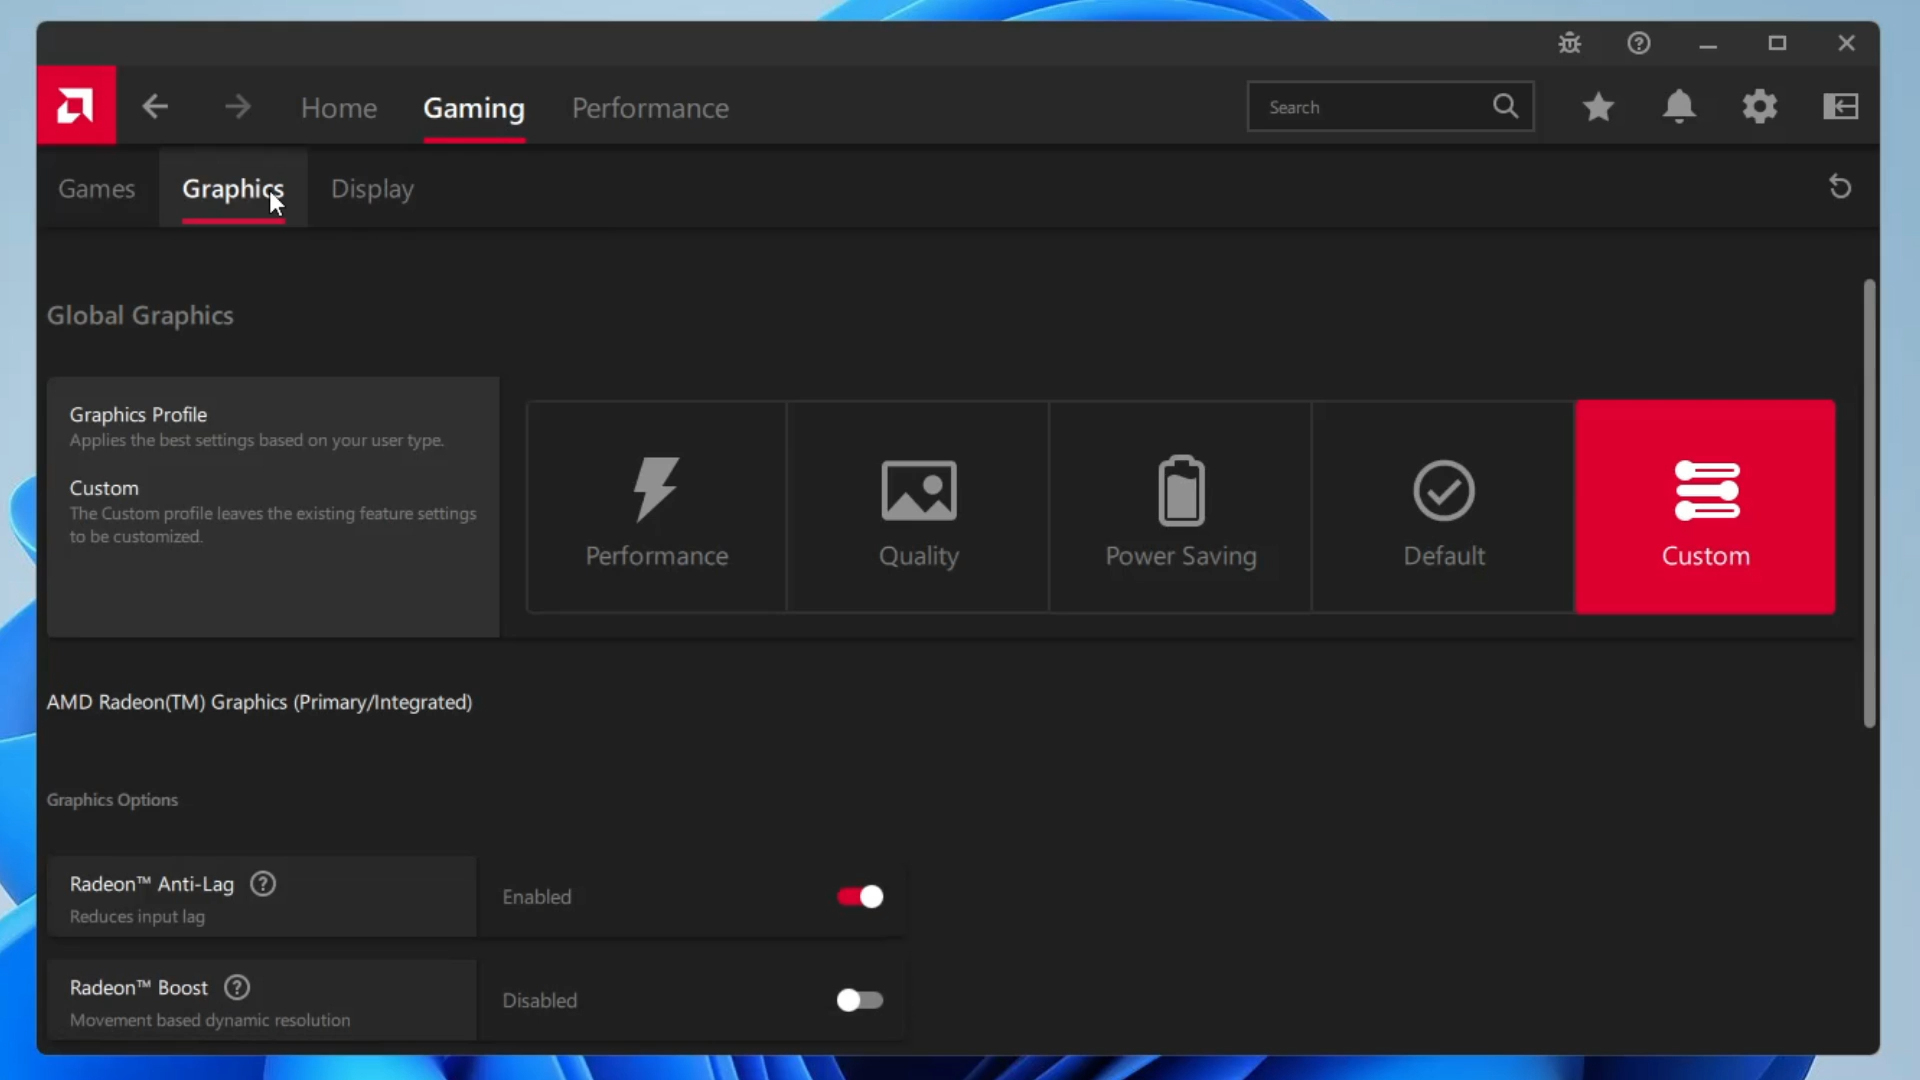 Home Gaming Performance Search
Games Graphics Display
Global Graphics
Graphics Profile
Applies the best settings based on your user type.
Custom
The Custom profile leaves the existing feature settings
to be customized.
Performance Quality Power Saving Default Custom
AMD Radeon(TM) Graphics (Primary/Integrated)
Graphics Options
Radeon™ Anti-Lag ?
Reduces input lag
Enabled
Radeon™ Boost ?
Movement based dynamic resolution
Disabled